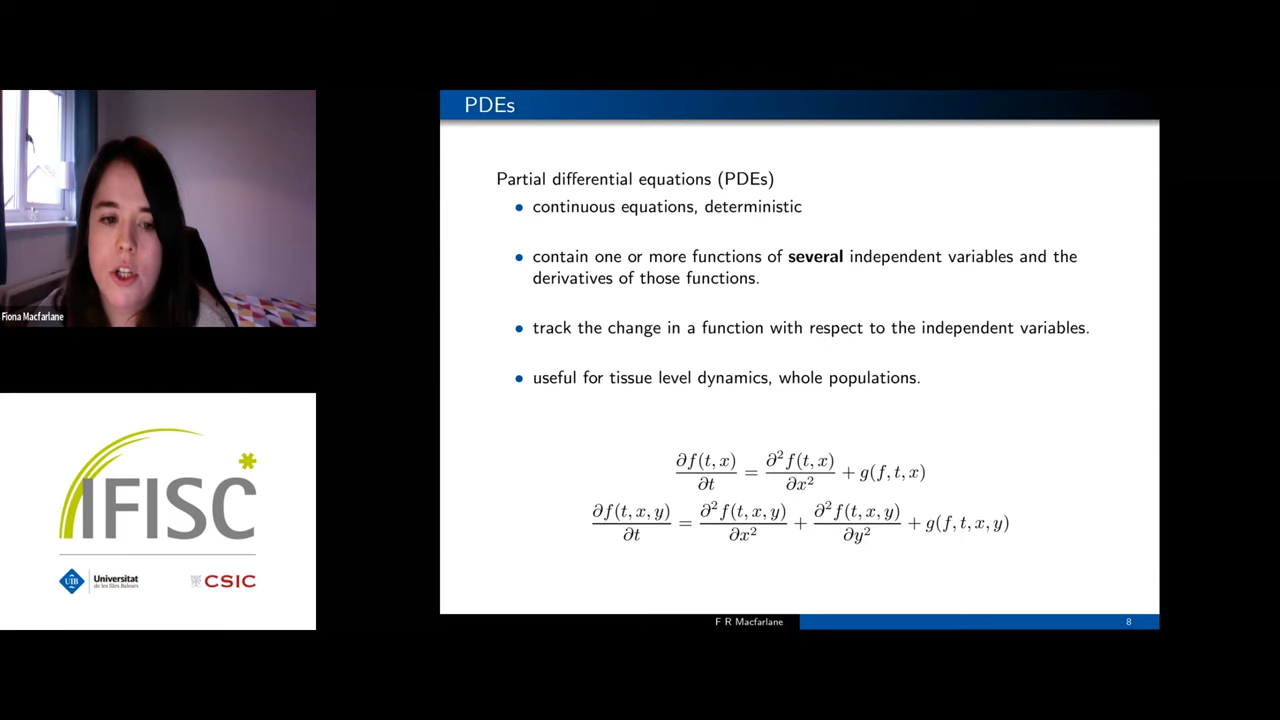 PDEs
Partial differential equations (PDEs)
• continuous equations, deterministic
• contain one or more functions of several independent variables and the
derivatives of those functions.
• track the change in a function with respect to the independent variables.
• useful for tissue level dynamics, whole populations.
∂f(t, x)/∂t = ∂²f(t, x)/∂x² + g(f, t, x)
∂f(t, x, y)/∂t = ∂²f(t, x, y)/∂x² + ∂²f(t, x, y)/∂y² + g(f, t, x, y)
F R Macfarlane
8
Fiona Macfarlane
IFISC
UIB
Universitat
de les Illes Balears
CSIC